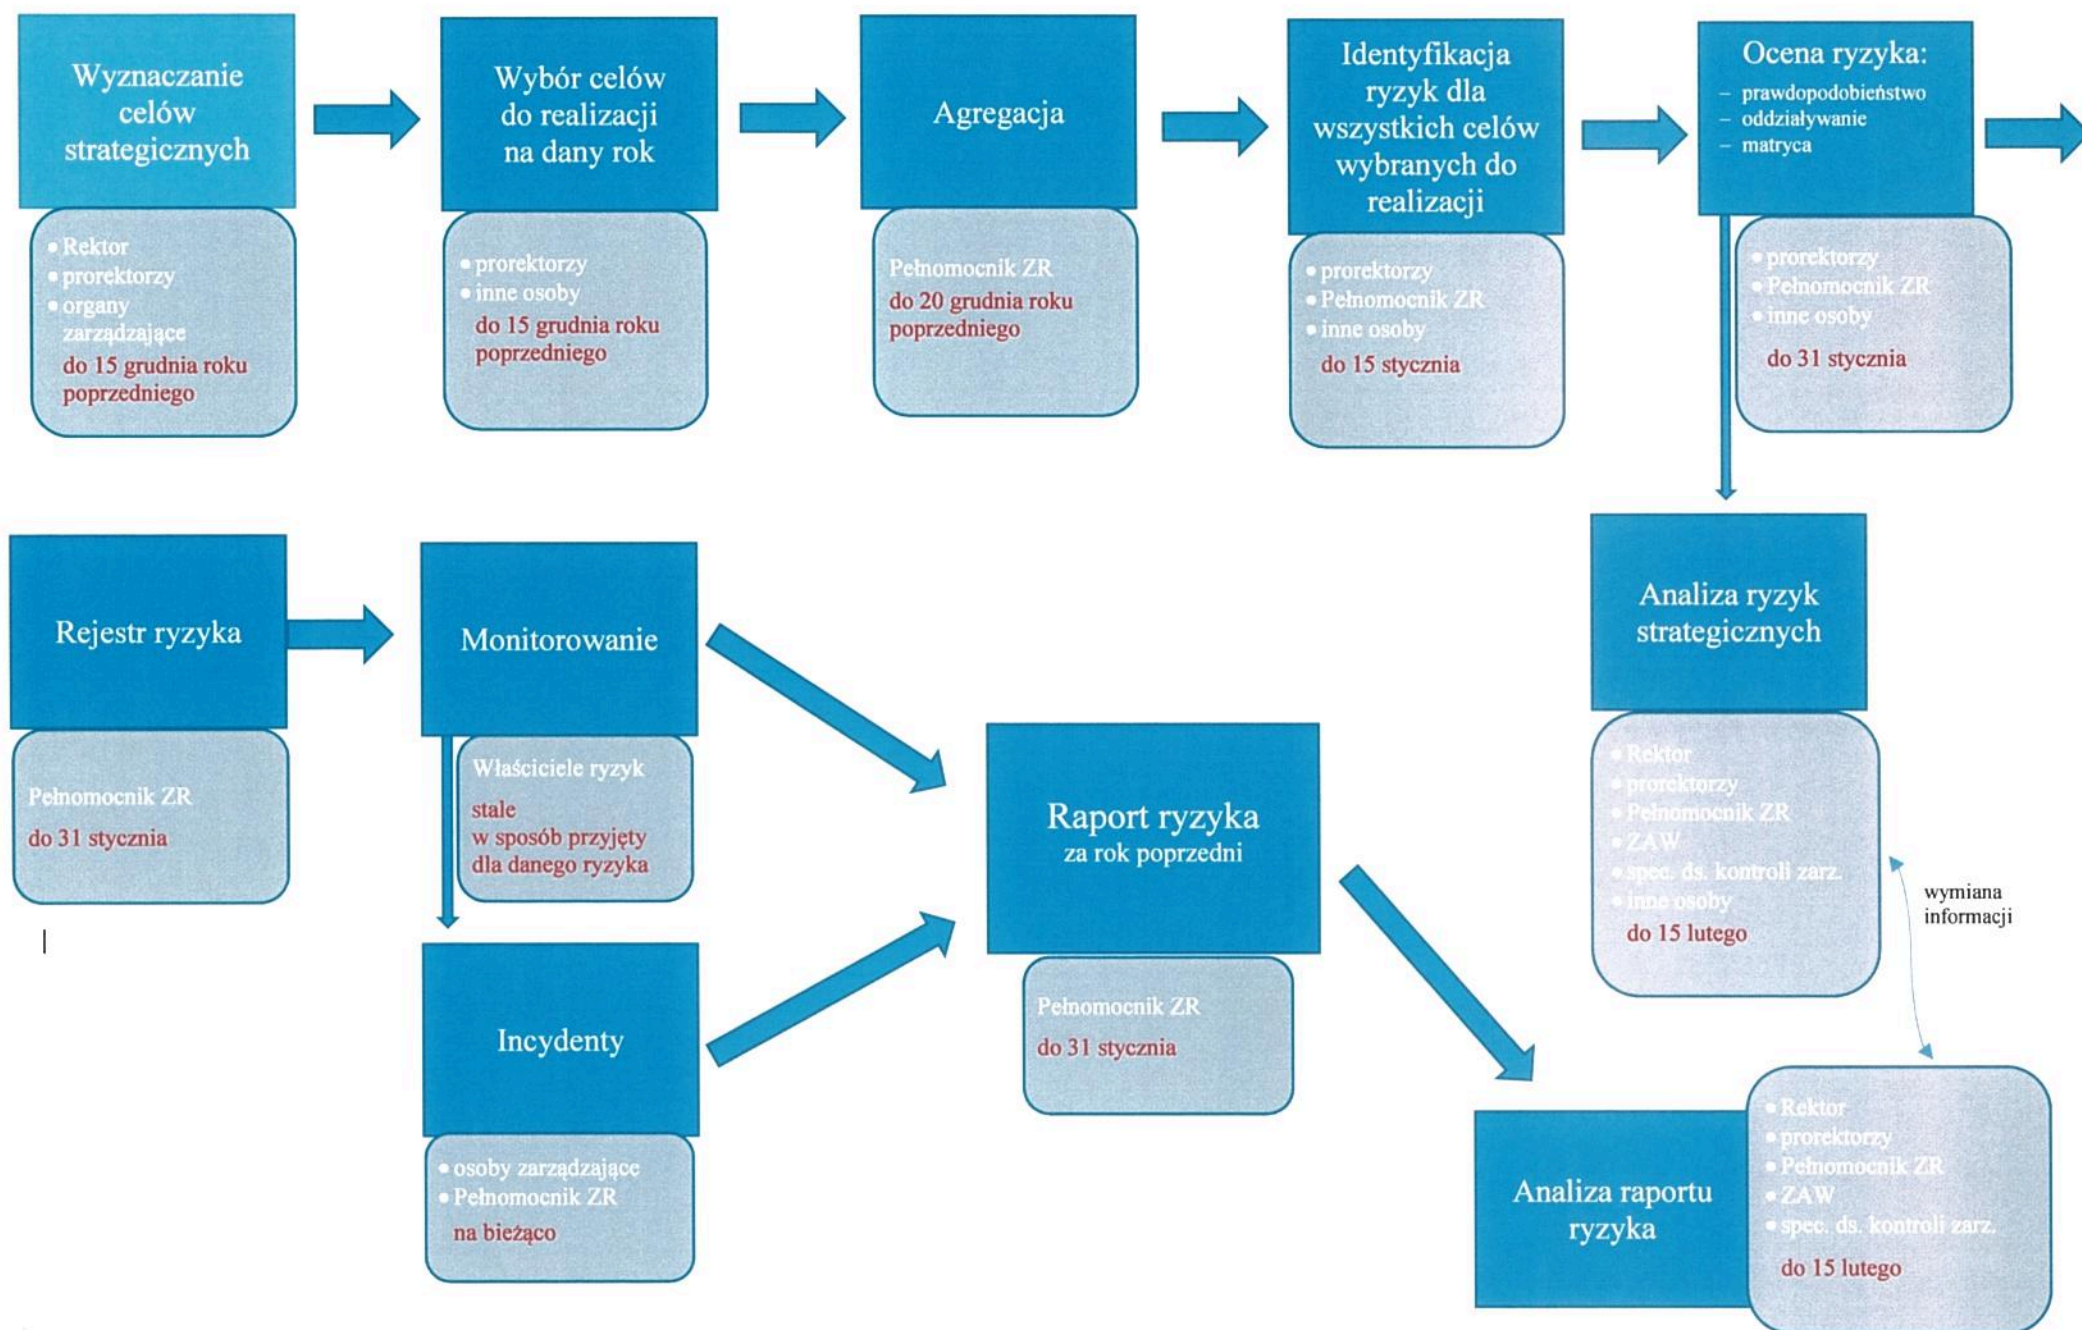 Wyznaczanie
celów
strategicznych
• Rektor
• prorektorzy
• organy
zarządzające
do 15 grudnia roku
poprzedniego
Wybór celów
do realizacji
na dany rok
• prorektorzy
• inne osoby
do 15 grudnia roku
poprzedniego
Agregacja
Pełnomocnik ZR
do 20 grudnia roku
poprzedniego
Identyfikacja
ryzyk dla
wszystkich celów
wybranych do
realizacji
• prorektorzy
• Pełnomocnik ZR
• inne osoby
do 15 stycznia
Ocena ryzyka:
– prawdopodobieństwo
– oddziaływanie
– matryca
• prorektorzy
• Pełnomocnik ZR
• inne osoby
do 31 stycznia
Rejestr ryzyka
Pełnomocnik ZR
do 31 stycznia
Monitorowanie
Właściciele ryzyk
stale
w sposób przyjęty
dla danego ryzyka
Incydenty
• osoby zarządzające
• Pełnomocnik ZR
na bieżąco
Raport ryzyka
za rok poprzedni
Pełnomocnik ZR
do 31 stycznia
Analiza ryzyk
strategicznych
• Rektor
• prorektorzy
• Pełnomocnik ZR
• ZAW
• spec. ds. kontroli zarz.
• inne osoby
do 15 lutego
wymiana
informacji
Analiza raportu
ryzyka
• Rektor
• prorektorzy
• Pełnomocnik ZR
• ZAW
• spec. ds. kontroli zarz.
do 15 lutego